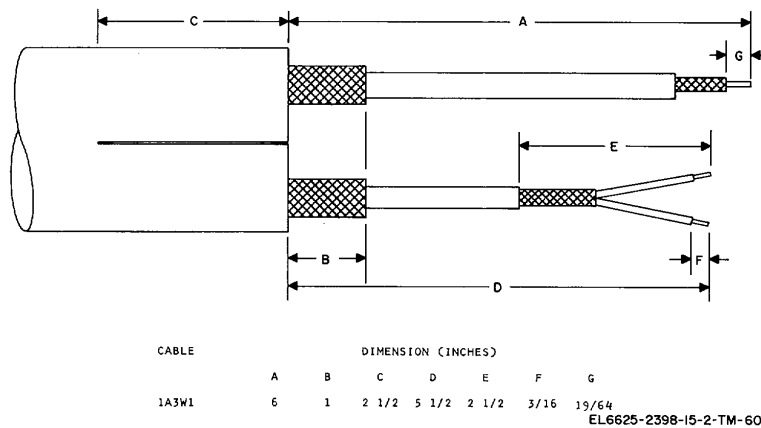 C
A
G
E
B
F
D
CABLE DIMENSION (INCHES)
A B C D E F G
1A3W1 6 1 2 1/2 5 1/2 2 1/2 3/16 19/64
EL6625-2398-15-2-TM-60